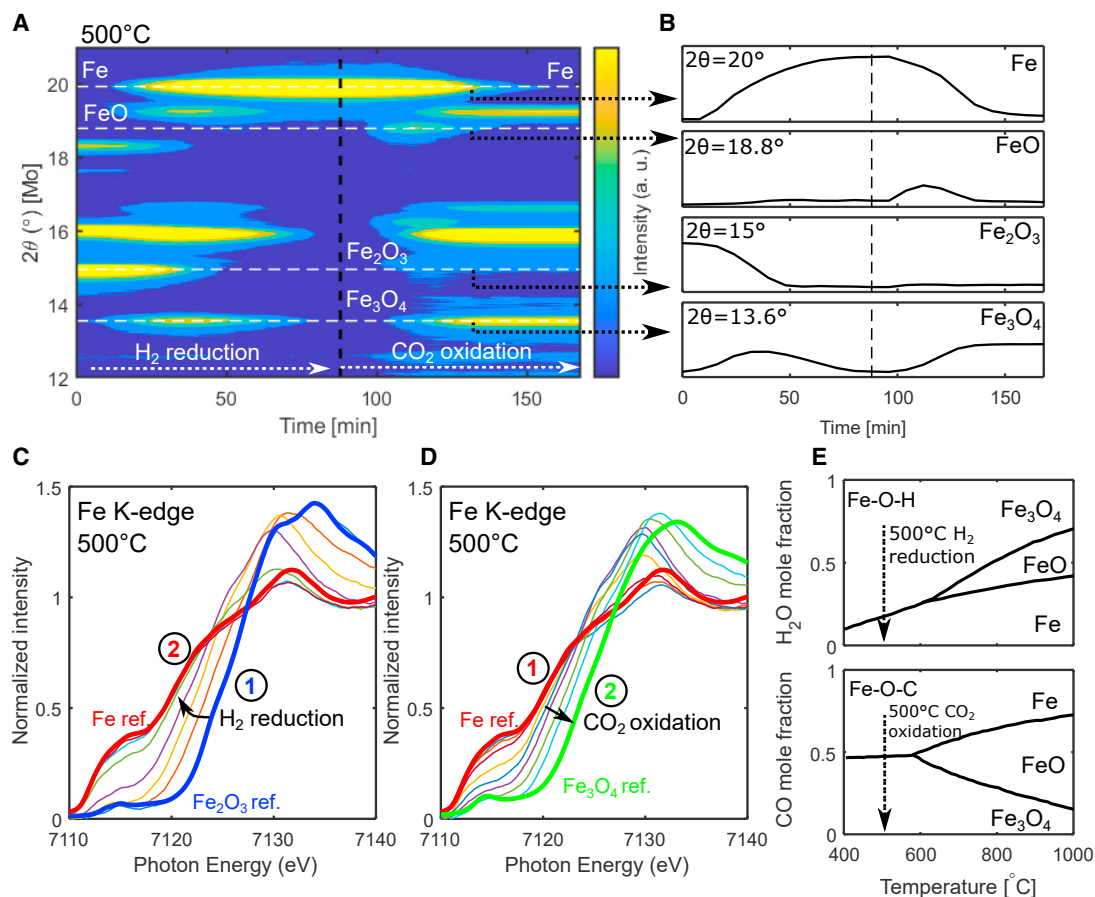 A
500°C
Fe
Fe
FeO
Fe₂O₃
Fe₃O₄
H₂ reduction
CO₂ oxidation
20
18
16
14
12
2θ (°) [Mo]
0
50
100
150
Time [min]
Intensity (a. u.)
B
2θ=20°
Fe
2θ=18.8°
FeO
2θ=15°
Fe₂O₃
2θ=13.6°
Fe₃O₄
0
50
100
150
Time [min]
C
Fe K-edge
500°C
1.5
1
0.5
0
Normalized intensity
2
1
H₂ reduction
Fe ref.
Fe₂O₃ ref.
7110
7120
7130
7140
Photon Energy (eV)
D
Fe K-edge
500°C
1.5
1
0.5
0
Normalized intensity
1
2
CO₂ oxidation
Fe ref.
Fe₃O₄ ref.
7110
7120
7130
7140
Photon Energy (eV)
E
Fe-O-H
500°C H₂
reduction
Fe₃O₄
FeO
Fe
1
0.5
0
H₂O mole fraction
Fe-O-C
500°C CO₂
oxidation
Fe
FeO
Fe₃O₄
1
0.5
0
CO mole fraction
400
600
800
1000
Temperature [°C]